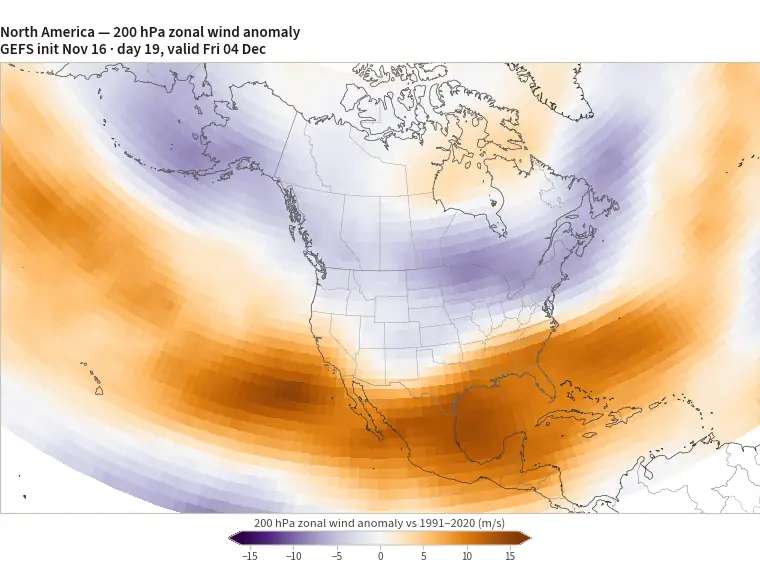 North America — 200 hPa zonal wind anomaly
GEFS init Nov 16 · day 19, valid Fri 04 Dec
200 hPa zonal wind anomaly vs 1991–2020 (m/s)
−15 −10 −5 0 5 10 15